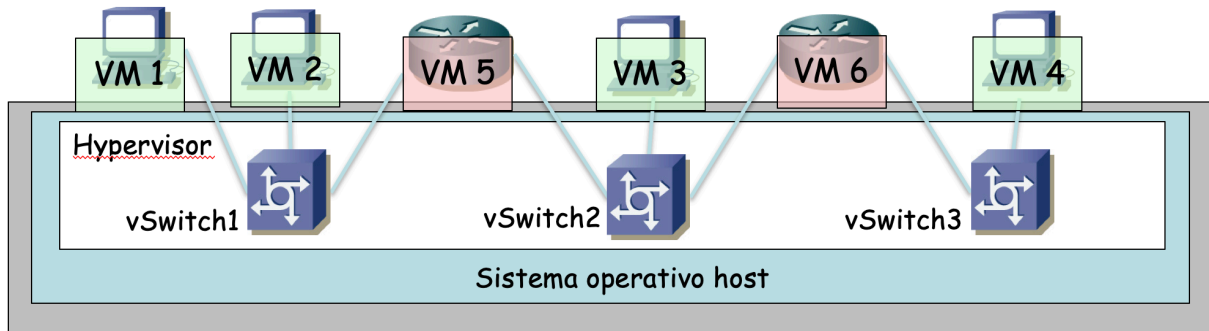 VM 1
VM 2
VM 5
VM 3
VM 6
VM 4
Hypervisor
vSwitch1
vSwitch2
vSwitch3
Sistema operativo host